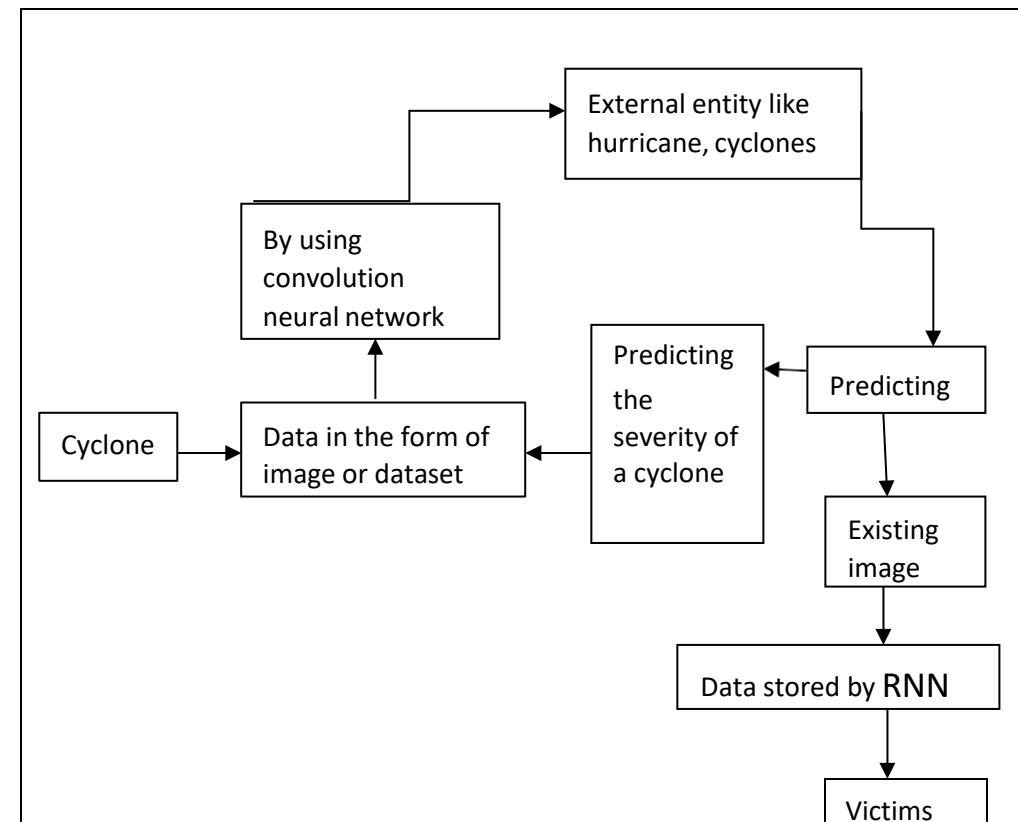 External entity like
hurricane, cyclones
By using
convolution
neural network
Predicting
the
severity of
a cyclone
Predicting
Cyclone
Data in the form of
image or dataset
Existing
image
Data stored by RNN
Victims